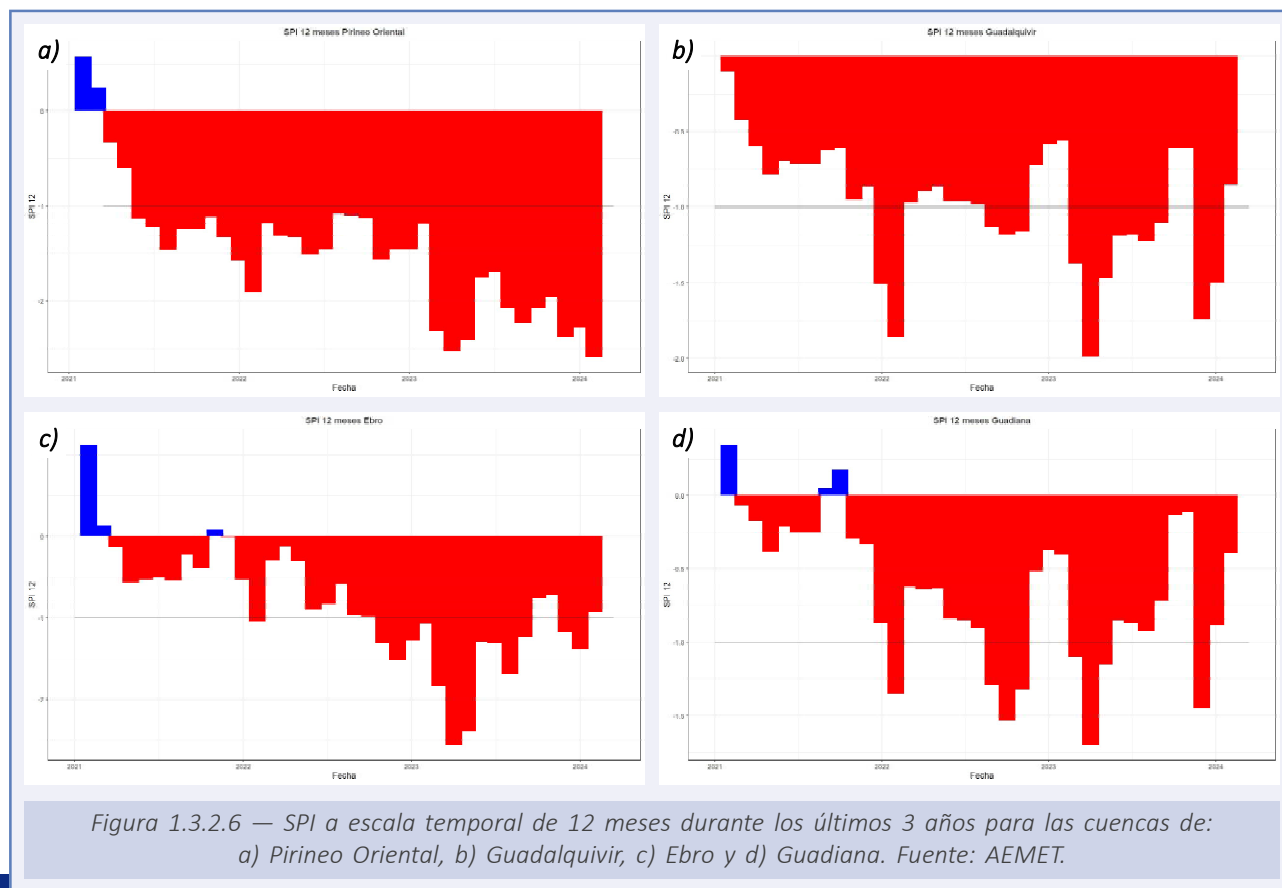 a)
SPI 12 meses Pirineo Oriental
0
-1
-2
SPI 12
2021 2022 2023 2024
Fecha
b)
SPI 12 meses Guadalquivir
-0.5
-1.0
-1.5
-2.0
SPI 12
2021 2022 2023 2024
Fecha
c)
SPI 12 meses Ebro
0
-1
-2
SPI 12
2021 2022 2023 2024
Fecha
d)
SPI 12 meses Guadiana
0.0
-0.5
-1.0
-1.5
SPI 12
2021 2022 2023 2024
Fecha
Figura 1.3.2.6 — SPI a escala temporal de 12 meses durante los últimos 3 años para las cuencas de:
a) Pirineo Oriental, b) Guadalquivir, c) Ebro y d) Guadiana. Fuente: AEMET.